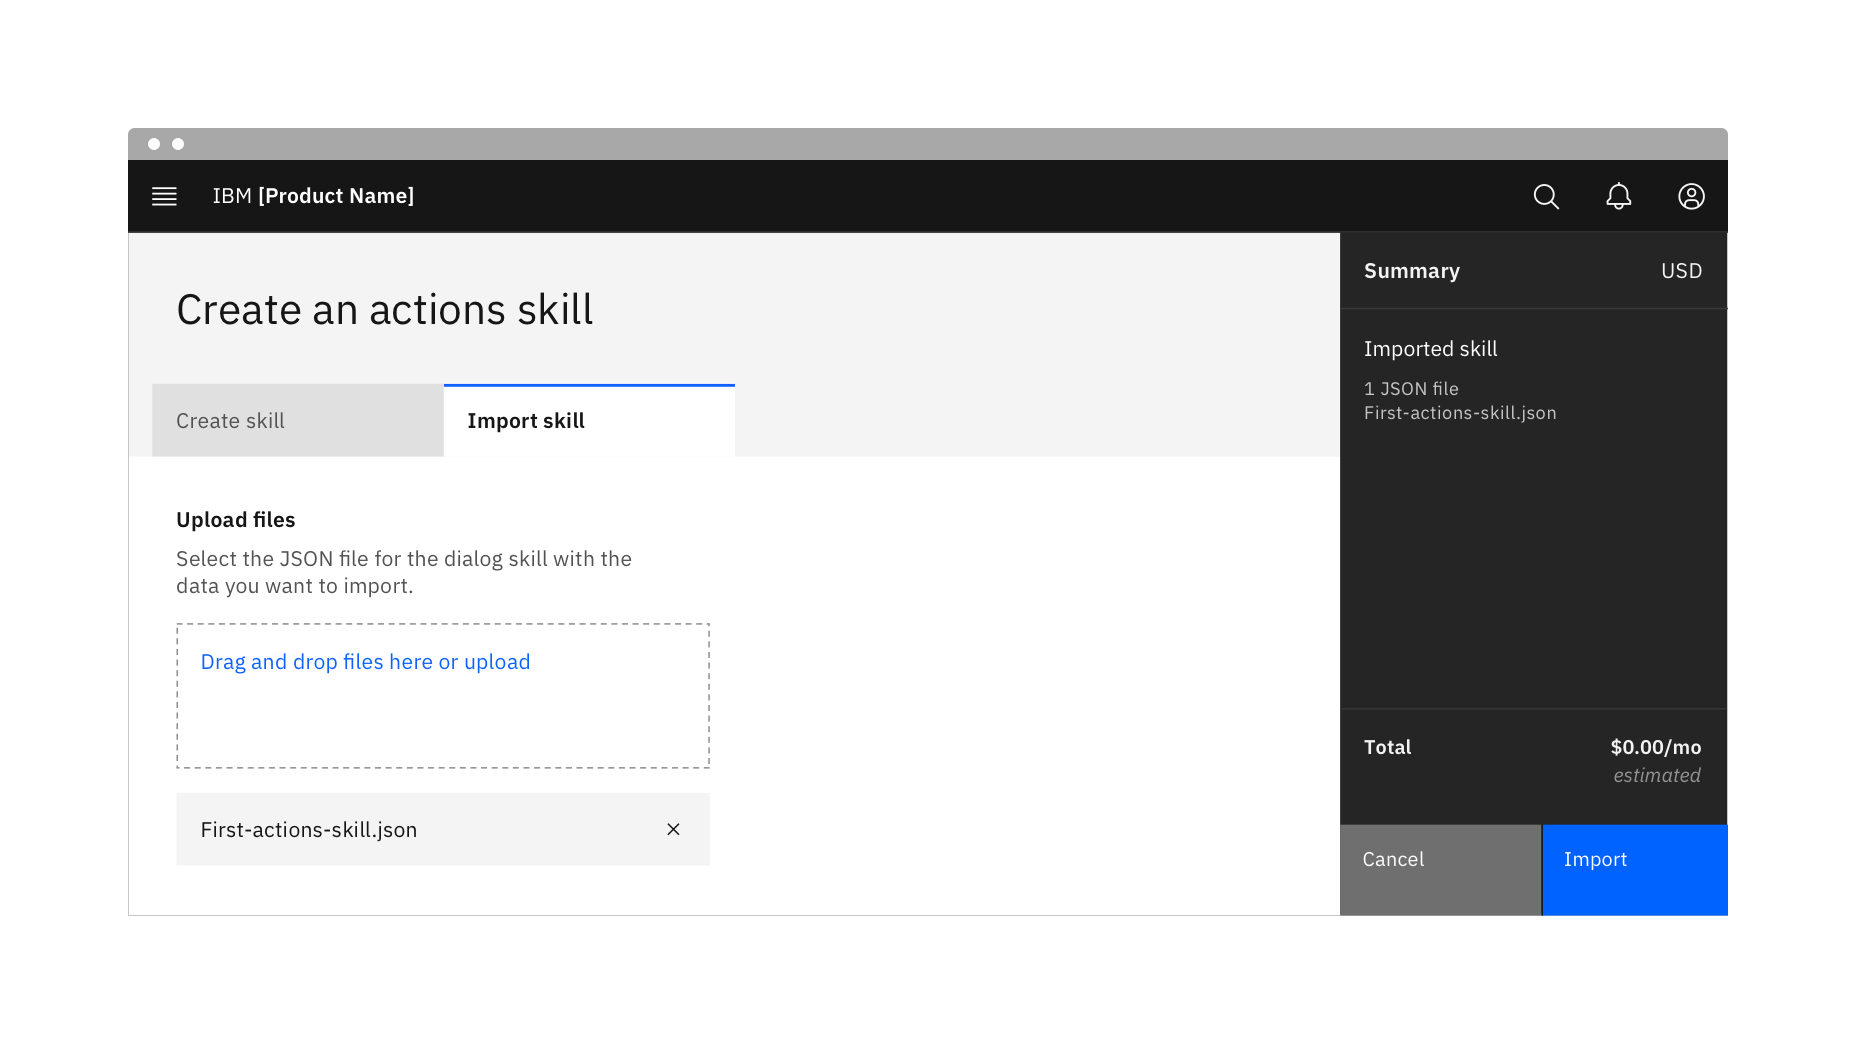 IBM [Product Name]
Create an actions skill
Create skill
Import skill
Upload files
Select the JSON file for the dialog skill with the
data you want to import.
Drag and drop files here or upload
First-actions-skill.json
Summary
USD
Imported skill
1 JSON file
First-actions-skill.json
Total
$0.00/mo
estimated
Cancel
Import